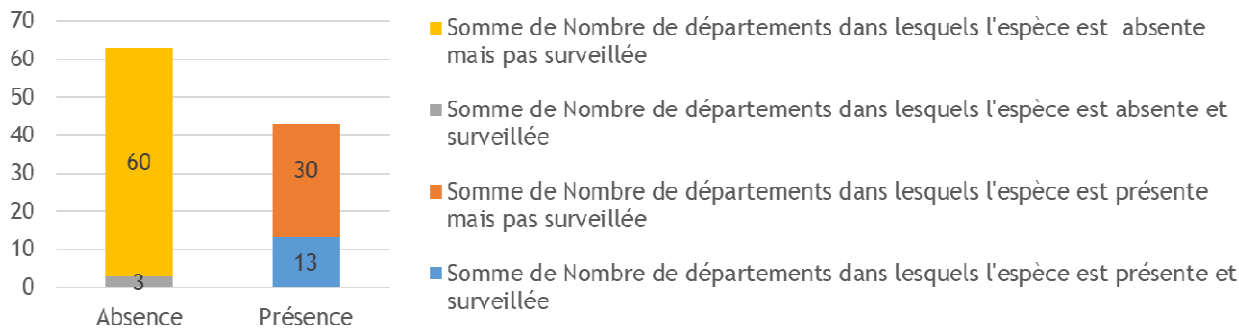 70
60
50
40
30
20
10
0
60
3
30
13
Absence
Présence
Somme de Nombre de départements dans lesquels l'espèce est absente
mais pas surveillée
Somme de Nombre de départements dans lesquels l'espèce est absente et
surveillée
Somme de Nombre de départements dans lesquels l'espèce est présente
mais pas surveillée
Somme de Nombre de départements dans lesquels l'espèce est présente et
surveillée